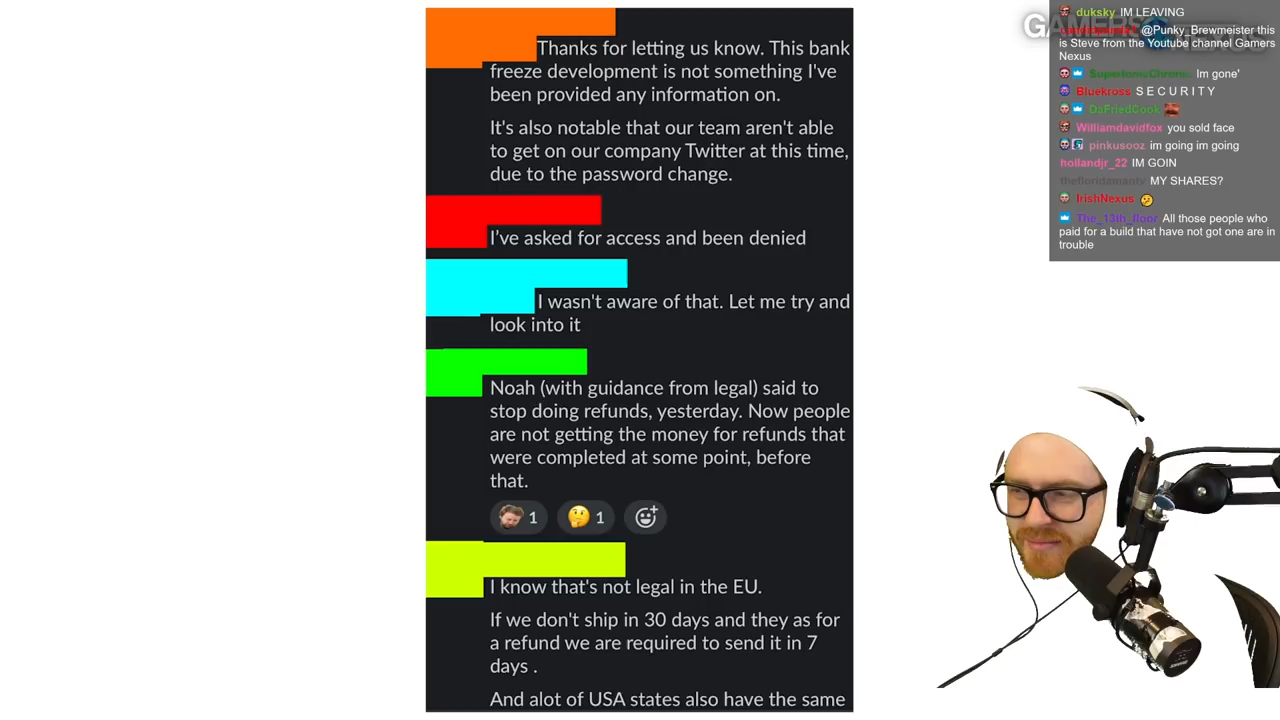 Thanks for letting us know. This bank
freeze development is not something I've
been provided any information on.
It's also notable that our team aren't able
to get on our company Twitter at this time,
due to the password change.
I've asked for access and been denied
I wasn't aware of that. Let me try and
look into it
Noah (with guidance from legal) said to
stop doing refunds, yesterday. Now people
are not getting the money for refunds that
were completed at some point, before
that.
1 1
I know that's not legal in the EU.
If we don't ship in 30 days and they as for
a refund we are required to send it in 7
days .
And alot of USA states also have the same
GAMERS NEXUS
duksky IM LEAVING
@Punky_Brewmeister this
is Steve from the Youtube channel Gamers
Nexus
Im gone'
Bluekross S E C U R I T Y
DaFriedGook
Williamdavidfox you sold face
pinkusooz im going im going
hollandjr_22 IM GOIN
MY SHARES?
IrishNexus
The_13th_floor All those people who
paid for a build that have not got one are in
trouble